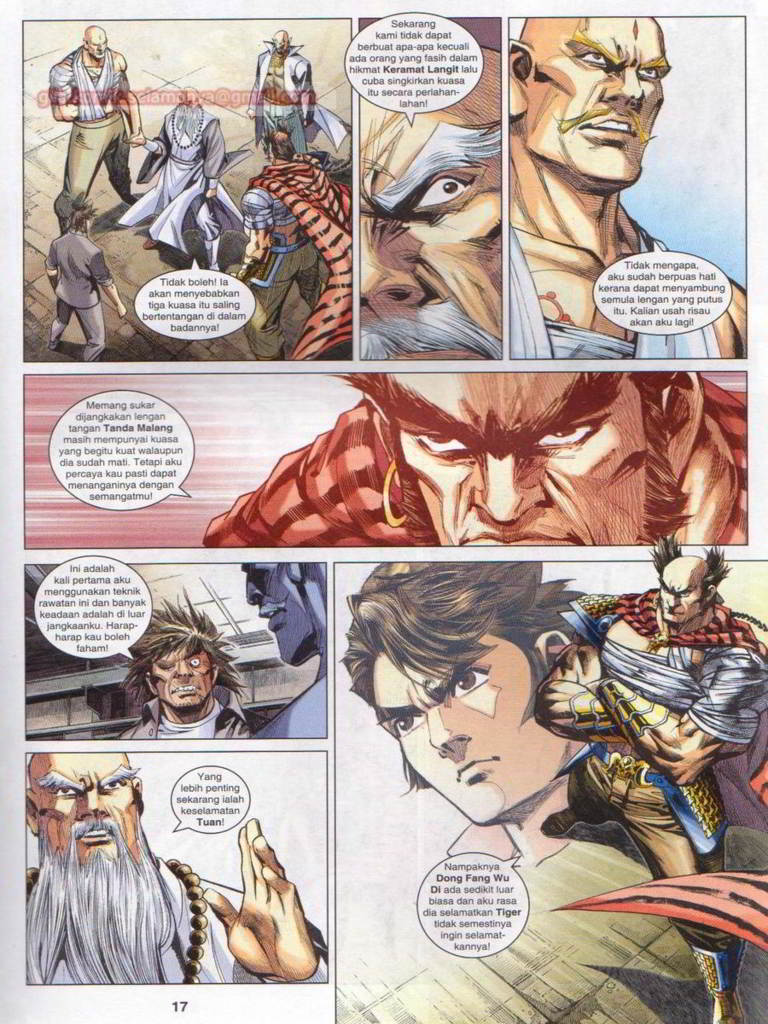 Tidak boleh! Ia
akan menyebabkan
tiga kuasa itu saling
bertentangan di dalam
badannya!
Sekarang
kami tidak dapat
berbuat apa-apa kecuali
ada orang yang fasih dalam
hikmat Keramat Langit lalu
cuba singkirkan kuasa
itu secara perlahan-
lahan!
Tidak mengapa,
aku sudah berpuas hati
kerana dapat menyambung
semula lengan yang putus
itu. Kalian usah risau
akan aku lagi!
Memang sukar
dijangkakan lengan
tangan Tanda Malang
masih mempunyai kuasa
yang begitu kuat walaupun
dia sudah mati. Tetapi aku
percaya kau pasti dapat
menanganinya dengan
semangatmu!
Ini adalah
kali pertama aku
menggunakan teknik
rawatan ini dan banyak
keadaan adalah di luar
jangkaanku. Harap-
harap kau boleh
faham!
Yang
lebih penting
sekarang ialah
keselamatan
Tuan!
Nampaknya
Dong Fang Wu
Di ada sedikit luar
biasa dan aku rasa
dia selamatkan Tiger
tidak semestinya
ingin selamat-
kannya!
17